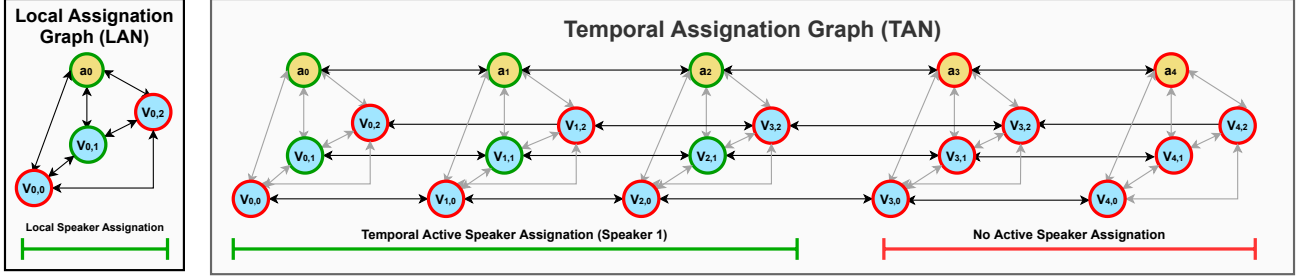 Local Assignation
Graph (LAN)
a0
V0,2
V0,1
V0,0
Local Speaker Assignation
Temporal Assignation Graph (TAN)
a0 a1 a2 a3 a4
V0,2 V1,2 V3,2 V3,2 V4,2
V0,1 V1,1 V2,1 V3,1 V4,1
V0,0 V1,0 V2,0 V3,0 V4,0
Temporal Active Speaker Assignation (Speaker 1) No Active Speaker Assignation